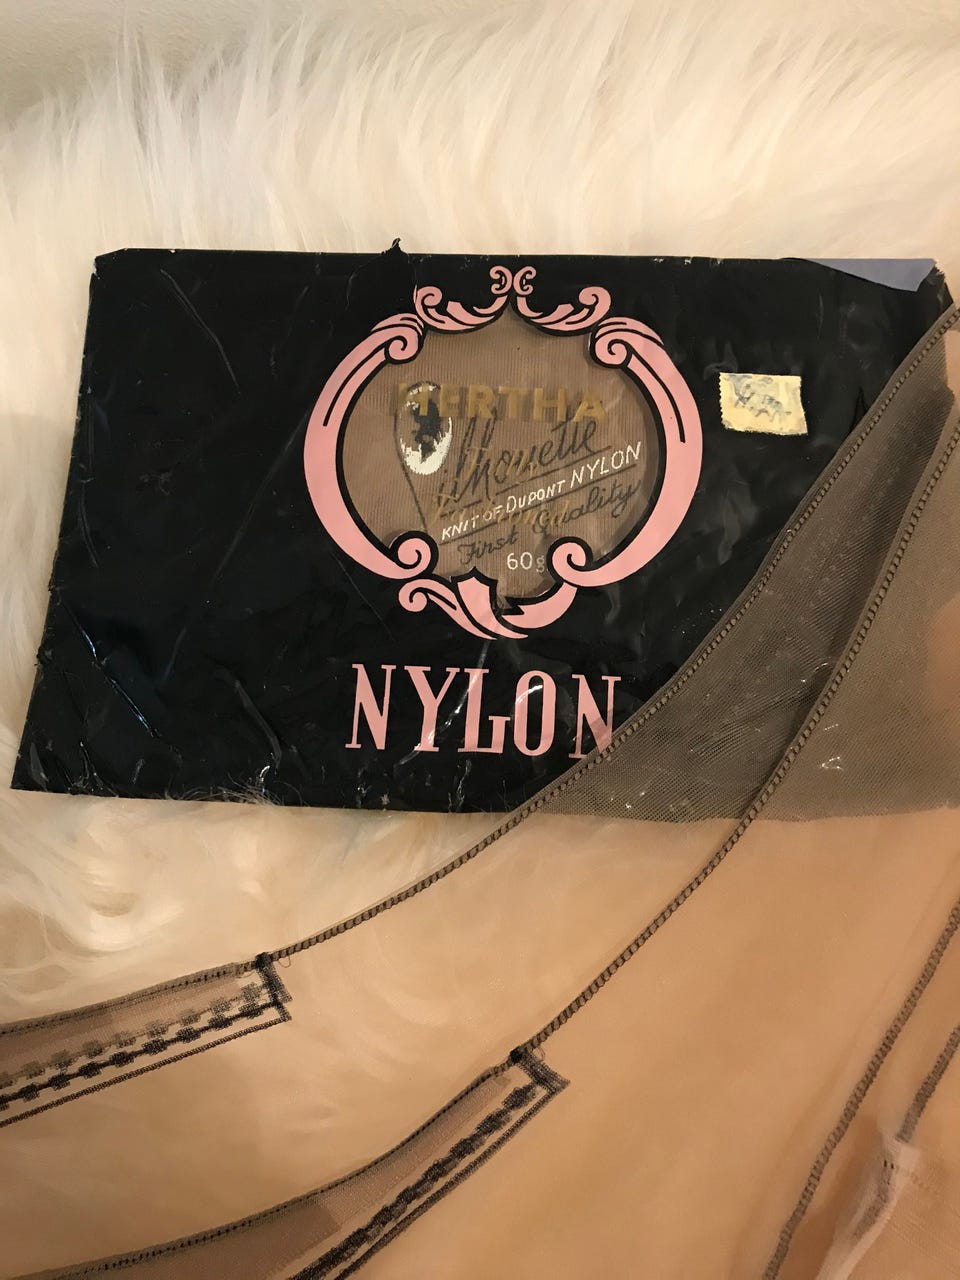 HERTHA
Silhouette
KNIT OF DUPONT NYLON
First Quality
60g
NYLON